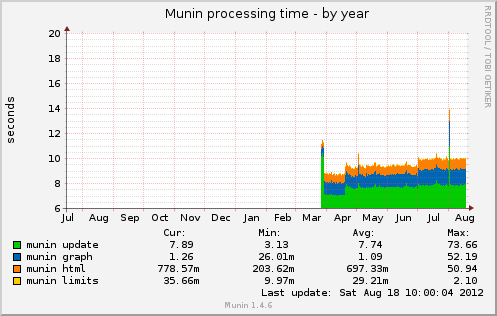 Munin processing time - by year
RRDTOOL / TOBI OETIKER
seconds
20
18
16
14
12
10
8
6
Jul Aug Sep Oct Nov Dec Jan Feb Mar Apr May Jun Jul Aug
Cur: Min: Avg: Max:
munin update 7.89 3.13 7.74 73.66
munin graph 1.26 26.01m 1.09 52.19
munin html 778.57m 203.62m 697.33m 50.94
munin limits 35.66m 9.97m 29.21m 2.10
Last update: Sat Aug 18 10:00:04 2012
Munin 1.4.6